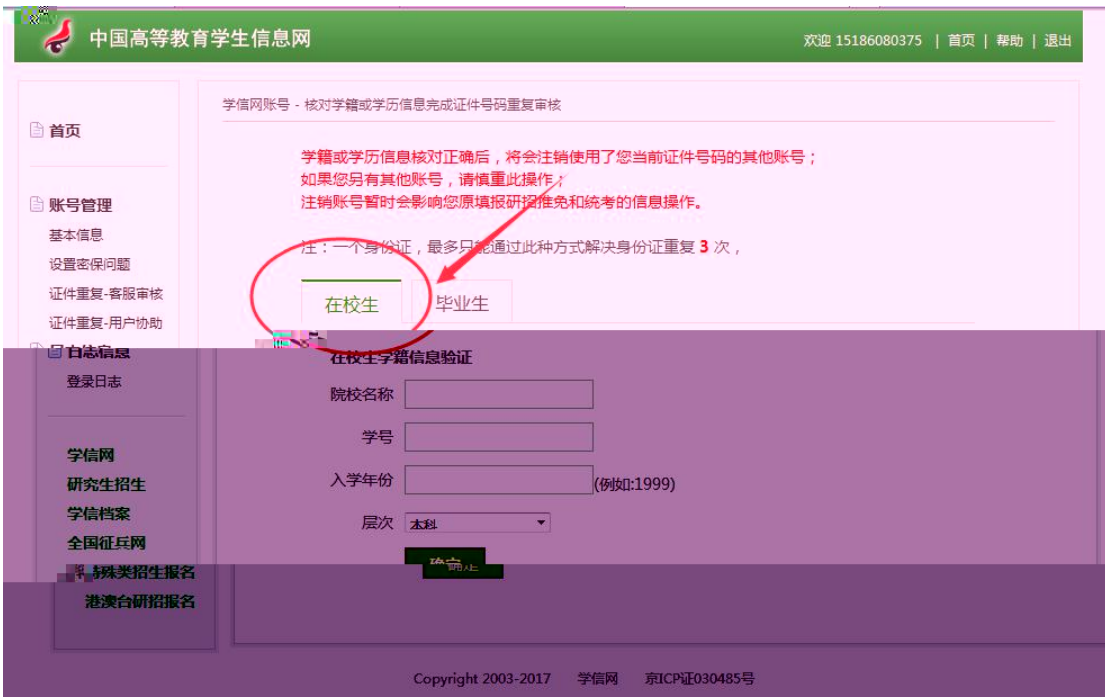 中国高等教育学生信息网
欢迎 15186080375 | 首页 | 帮助 | 退出
首页
账号管理
基本信息
设置密保问题
证件重复-客服审核
证件重复-用户协助
日志信息
登录日志
学信网
研究生招生
学信档案
全国征兵网
特殊类招生报名
港澳台研招报名
学信网账号 - 核对学籍或学历信息完成证件号码重复审核
学籍或学历信息核对正确后，将会注销使用了您当前证件号码的其他账号；
如果您另有其他账号，请慎重此操作；
注销账号暂时会影响您原填报研招推免和统考的信息操作。
注：一个身份证，最多只能通过此种方式解决身份证重复 3 次，
在校生 毕业生
在校生学籍信息验证
院校名称
学号
入学年份 (例如:1999)
层次 本科
确定
Copyright 2003-2017 学信网 京ICP证030485号